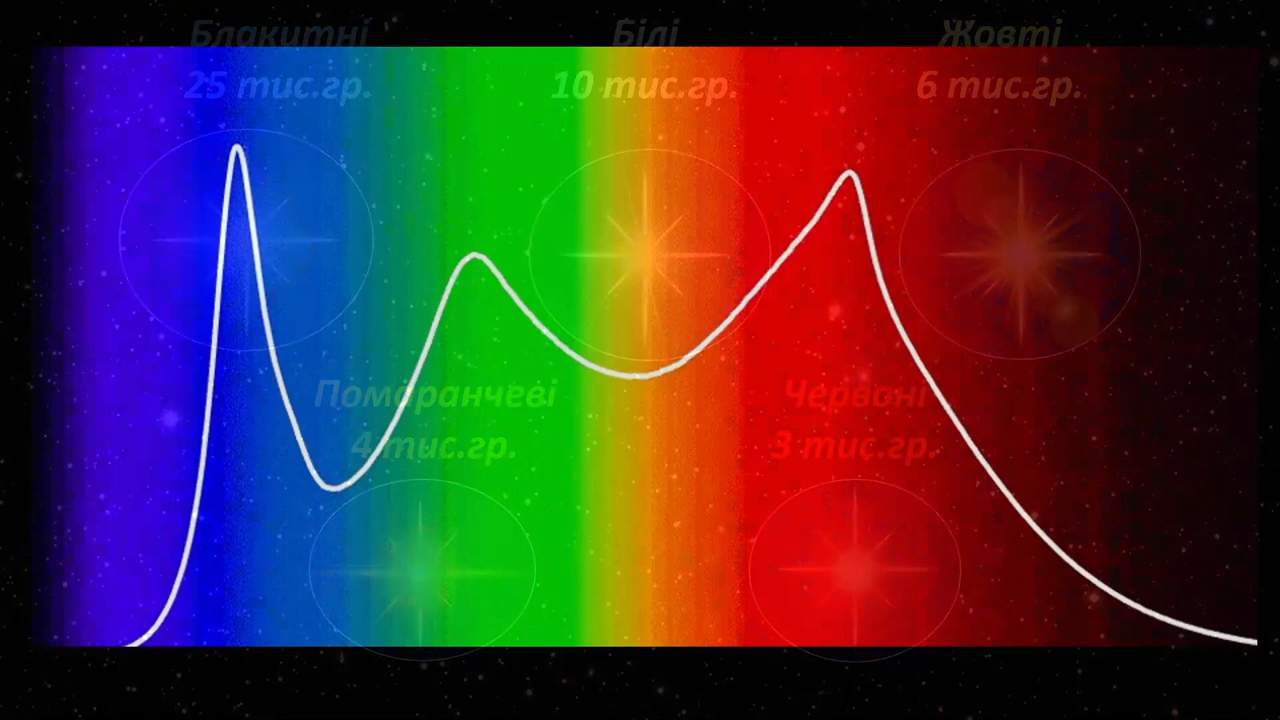 Блакитні
25 тис.гр.
Білі
10 тис.гр.
Жовті
6 тис.гр.
Помаранчеві
4 тис.гр.
Червоні
3 тис.гр.